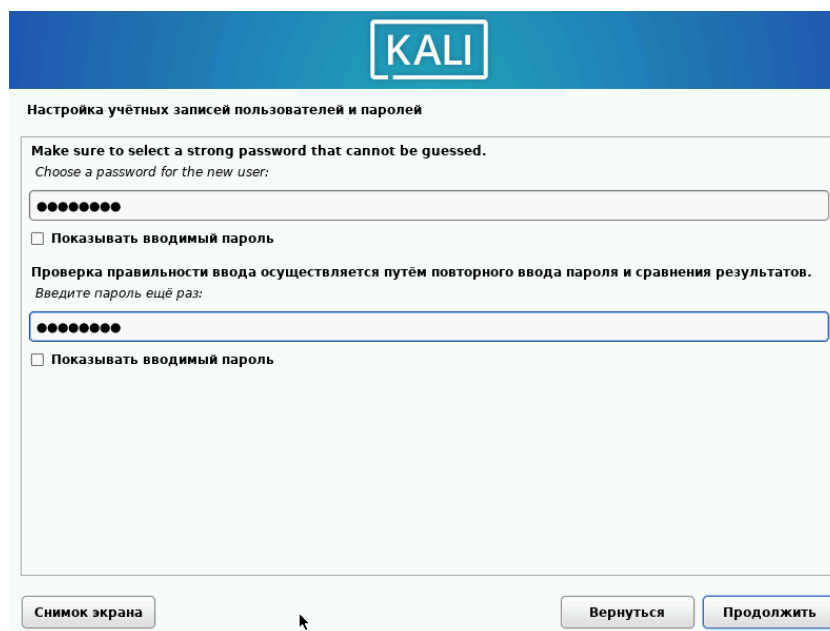 KALI
Настройка учётных записей пользователей и паролей
Make sure to select a strong password that cannot be guessed.
Choose a password for the new user:
●●●●●●●●
Показывать вводимый пароль
Проверка правильности ввода осуществляется путём повторного ввода пароля и сравнения результатов.
Введите пароль ещё раз:
●●●●●●●●
Показывать вводимый пароль
Снимок экрана
Вернуться
Продолжить